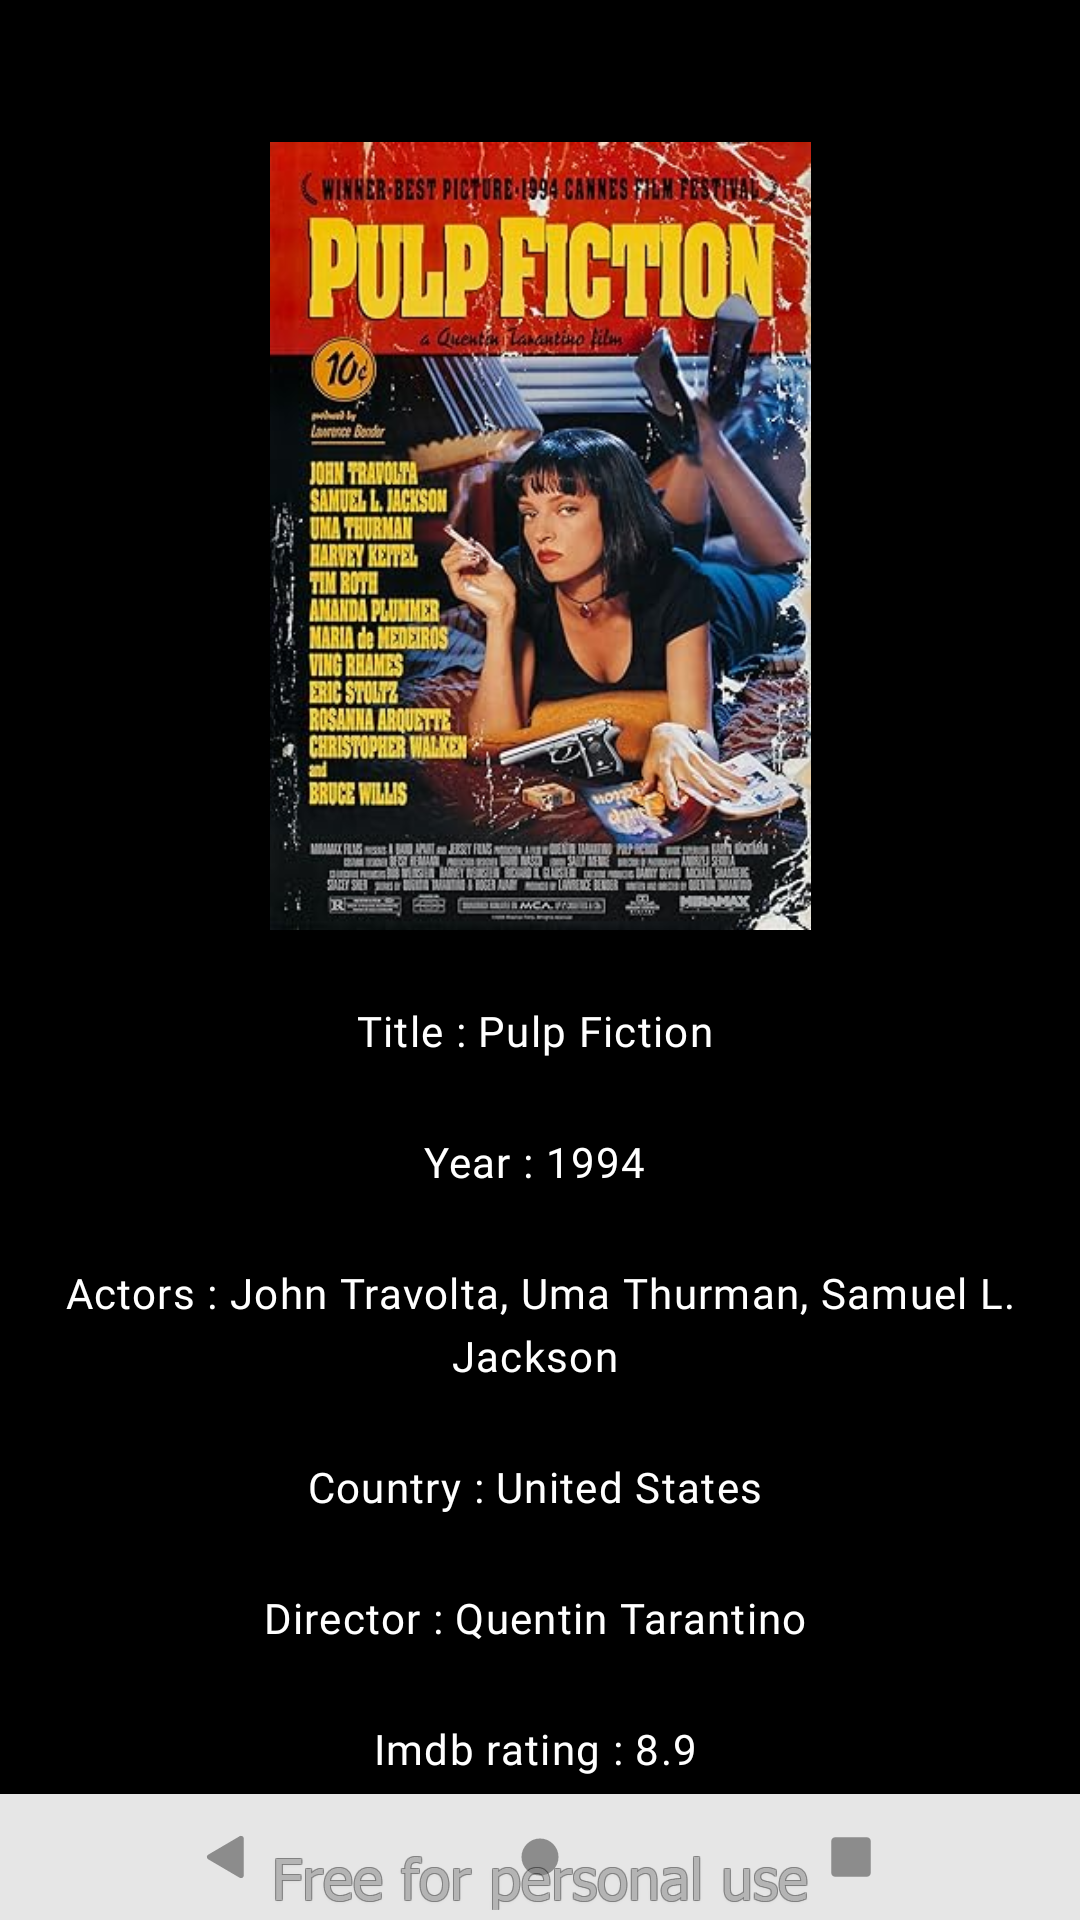 WINNER-BEST PICTURE-1994 CANNES FILM FESTIVAL
PULP FICTION
a Quentin Tarantino film
10¢
produced by
Lawrence Bender
JOHN TRAVOLTA
SAMUEL L. JACKSON
UMA THURMAN
HARVEY KEITEL
TIM ROTH
AMANDA PLUMMER
MARIA de MEDEIROS
VING RHAMES
ERIC STOLTZ
ROSANNA ARQUETTE
CHRISTOPHER WALKEN
and
BRUCE WILLIS
R
MCA
MIRAMAX
Title : Pulp Fiction
Year : 1994
Actors : John Travolta, Uma Thurman, Samuel L.
Jackson
Country : United States
Director : Quentin Tarantino
Imdb rating : 8.9
Free for personal use